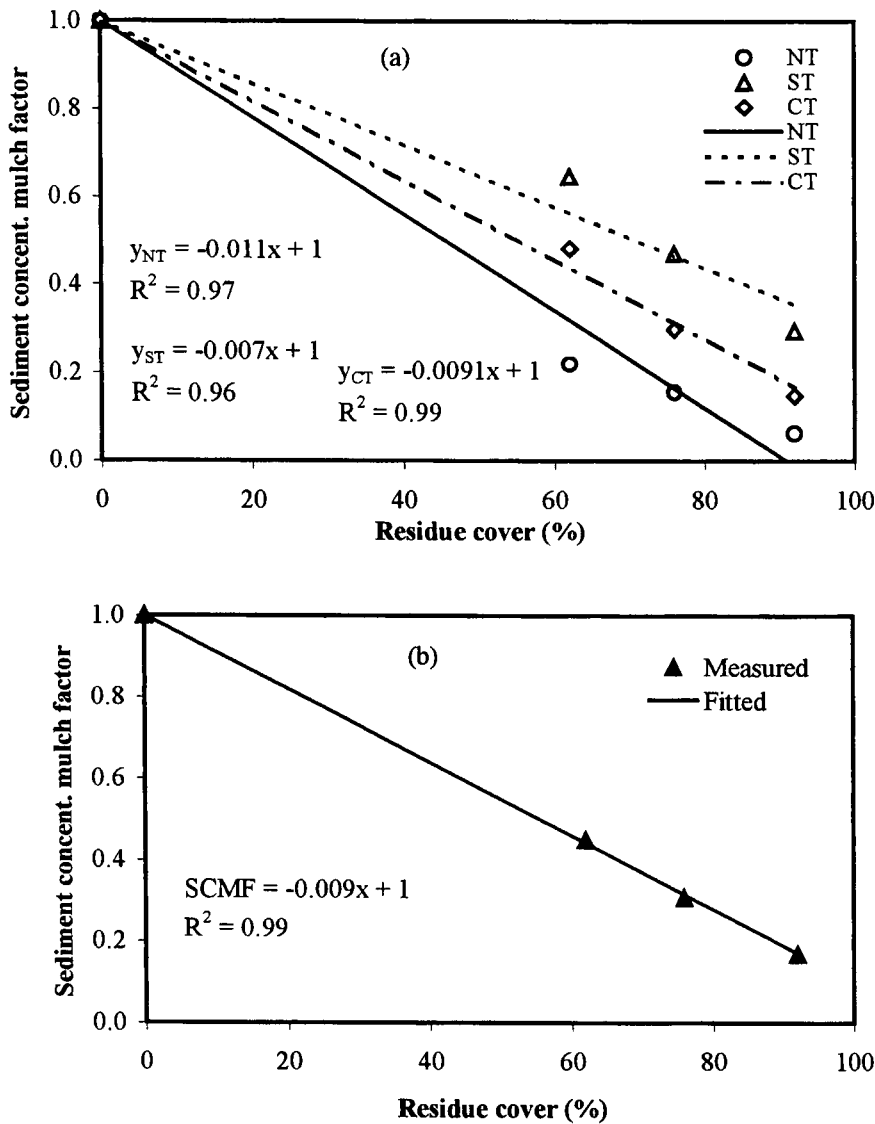 1.0
(a)
NT
ST
CT
NT
ST
CT
0.8
0.6
0.4
0.2
0.0
Sediment concent. mulch factor
y_NT = -0.011x + 1
R² = 0.97
y_ST = -0.007x + 1
R² = 0.96
y_CT = -0.0091x + 1
R² = 0.99
0 20 40 60 80 100
Residue cover (%)
1.0
(b)
Measured
Fitted
0.8
0.6
0.4
0.2
0.0
Sediment concent. mulch factor
SCMF = -0.009x + 1
R² = 0.99
0 20 40 60 80 100
Residue cover (%)